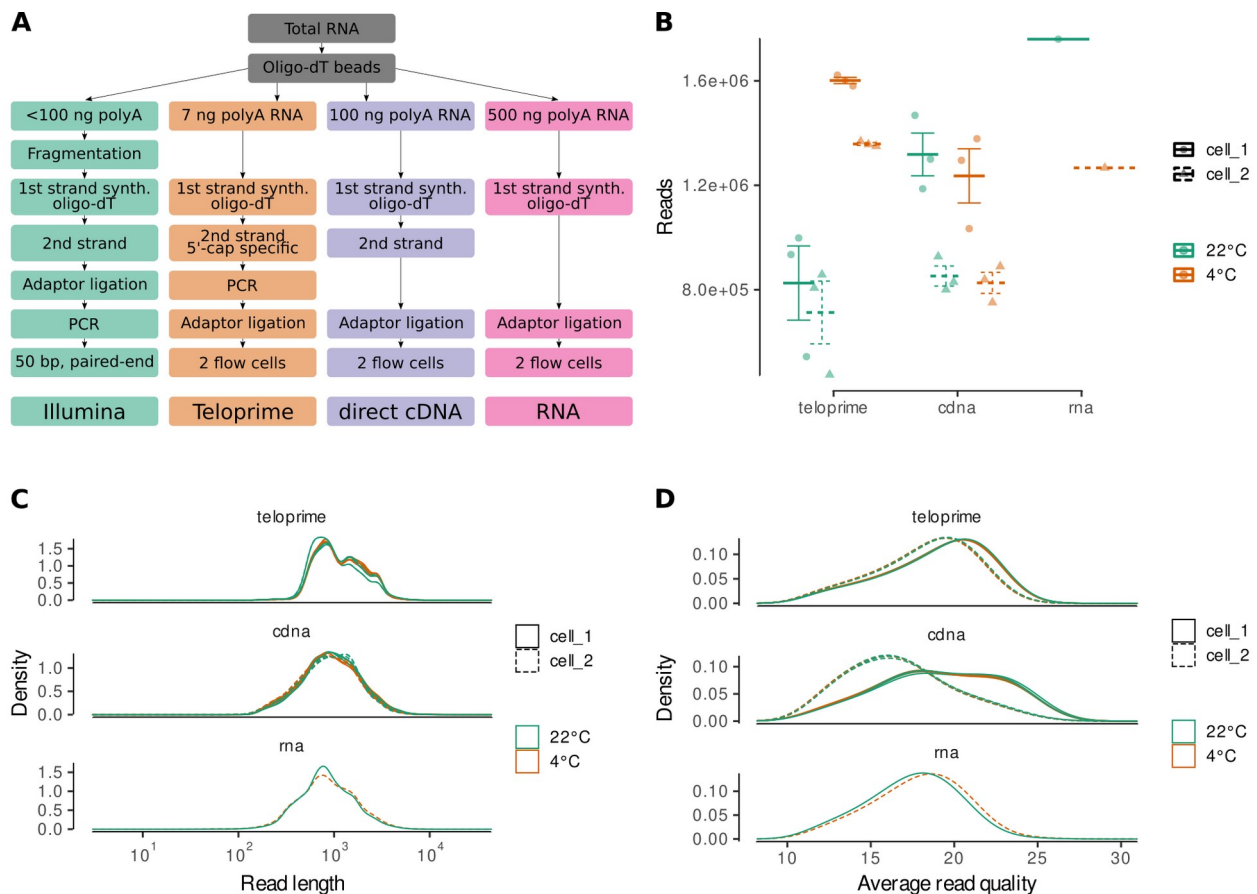 A
Total RNA
Oligo-dT beads
<100 ng polyA
7 ng polyA RNA
100 ng polyA RNA
500 ng polyA RNA
Fragmentation
1st strand synth.
oligo-dT
1st strand synth.
oligo-dT
1st strand synth.
oligo-dT
1st strand synth.
oligo-dT
2nd strand
2nd strand
5'-cap specific
2nd strand
Adaptor ligation
PCR
PCR
Adaptor ligation
Adaptor ligation
Adaptor ligation
50 bp, paired-end
2 flow cells
2 flow cells
2 flow cells
Illumina
Teloprime
direct cDNA
RNA
B
Reads
1.6e+06
1.2e+06
8.0e+05
teloprime
cdna
rna
cell_1
cell_2
22°C
4°C
C
Density
teloprime
1.5
1.0
0.5
0.0
cdna
1.0
0.5
0.0
rna
1.5
1.0
0.5
0.0
10¹
10²
10³
10⁴
Read length
cell_1
cell_2
22°C
4°C
D
Density
teloprime
0.10
0.05
0.00
cdna
0.10
0.05
0.00
rna
0.10
0.05
0.00
10
15
20
25
30
Average read quality
cell_1
cell_2
22°C
4°C